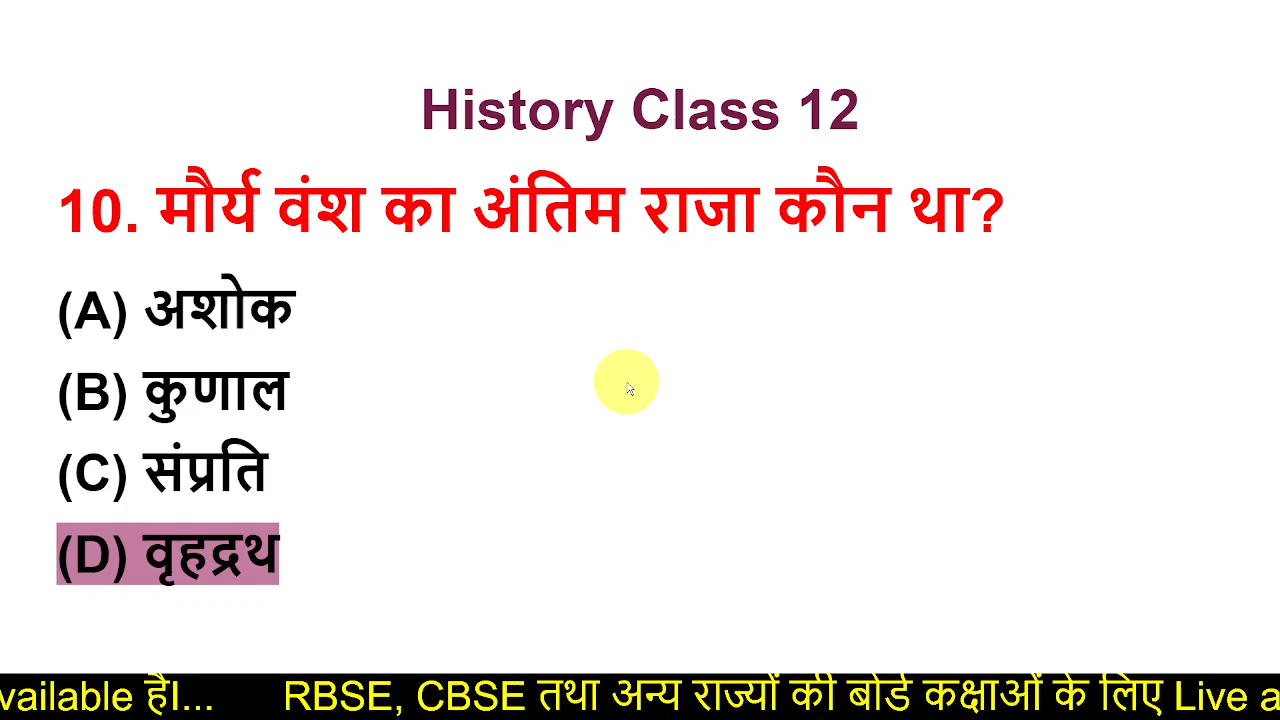 History Class 12
10. मौर्य वंश का अंतिम राजा कौन था?
(A) अशोक
(B) कुणाल
(C) संप्रति
(D) वृहद्रथ
vailable है।... RBSE, CBSE तथा अन्य राज्यों की बोर्ड कक्षाओं के लिए Live a